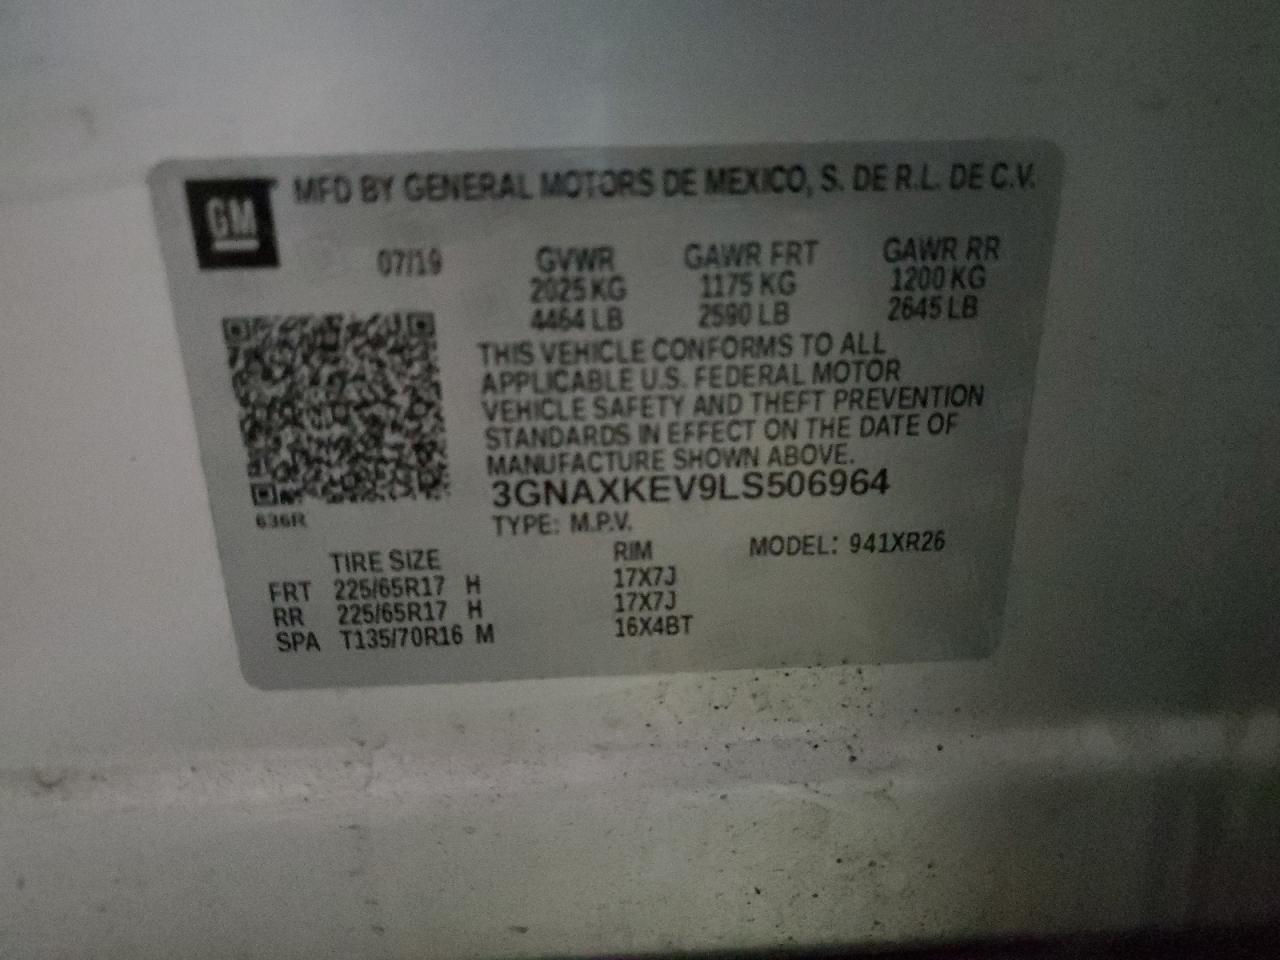 GM
MFD BY GENERAL MOTORS DE MEXICO, S. DE R.L. DE C.V.
07/19
GVWR GAWR FRT GAWR RR
2025 KG 1175 KG 1200 KG
4464 LB 2590 LB 2645 LB
THIS VEHICLE CONFORMS TO ALL
APPLICABLE U.S. FEDERAL MOTOR
VEHICLE SAFETY AND THEFT PREVENTION
STANDARDS IN EFFECT ON THE DATE OF
MANUFACTURE SHOWN ABOVE.
3GNAXKEV9LS506964
636R
TYPE: M.P.V.
MODEL: 941XR26
TIRE SIZE RIM
FRT 225/65R17 H 17X7J
RR 225/65R17 H 17X7J
SPA T135/70R16 M 16X4BT